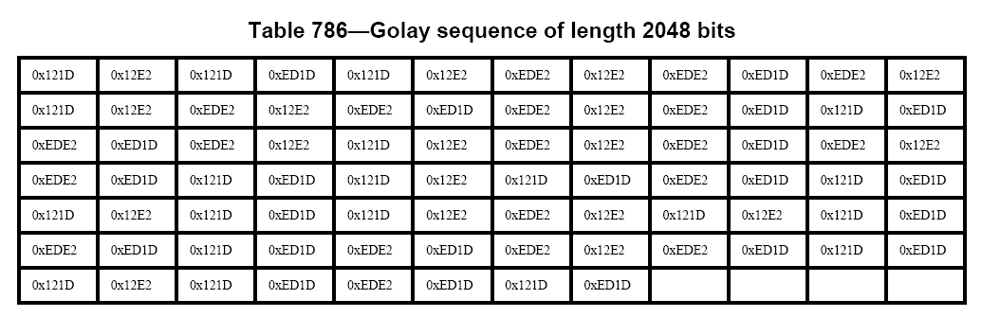 Table 786—Golay sequence of length 2048 bits
0x121D 0x12E2 0x121D 0xED1D 0x121D 0x12E2 0xEDE2 0x12E2 0xEDE2 0xED1D 0xEDE2 0x12E2
0x121D 0x12E2 0xEDE2 0x12E2 0xEDE2 0xED1D 0xEDE2 0x12E2 0xEDE2 0xED1D 0x121D 0xED1D
0xEDE2 0xED1D 0xEDE2 0x12E2 0x121D 0x12E2 0xEDE2 0x12E2 0xEDE2 0xED1D 0xEDE2 0x12E2
0xEDE2 0xED1D 0x121D 0xED1D 0x121D 0x12E2 0x121D 0xED1D 0xEDE2 0xED1D 0x121D 0xED1D
0x121D 0x12E2 0x121D 0xED1D 0x121D 0x12E2 0xEDE2 0x12E2 0x121D 0x12E2 0x121D 0xED1D
0xEDE2 0xED1D 0x121D 0xED1D 0xEDE2 0xED1D 0xEDE2 0x12E2 0xEDE2 0xED1D 0x121D 0xED1D
0x121D 0x12E2 0x121D 0xED1D 0xEDE2 0xED1D 0x121D 0xED1D